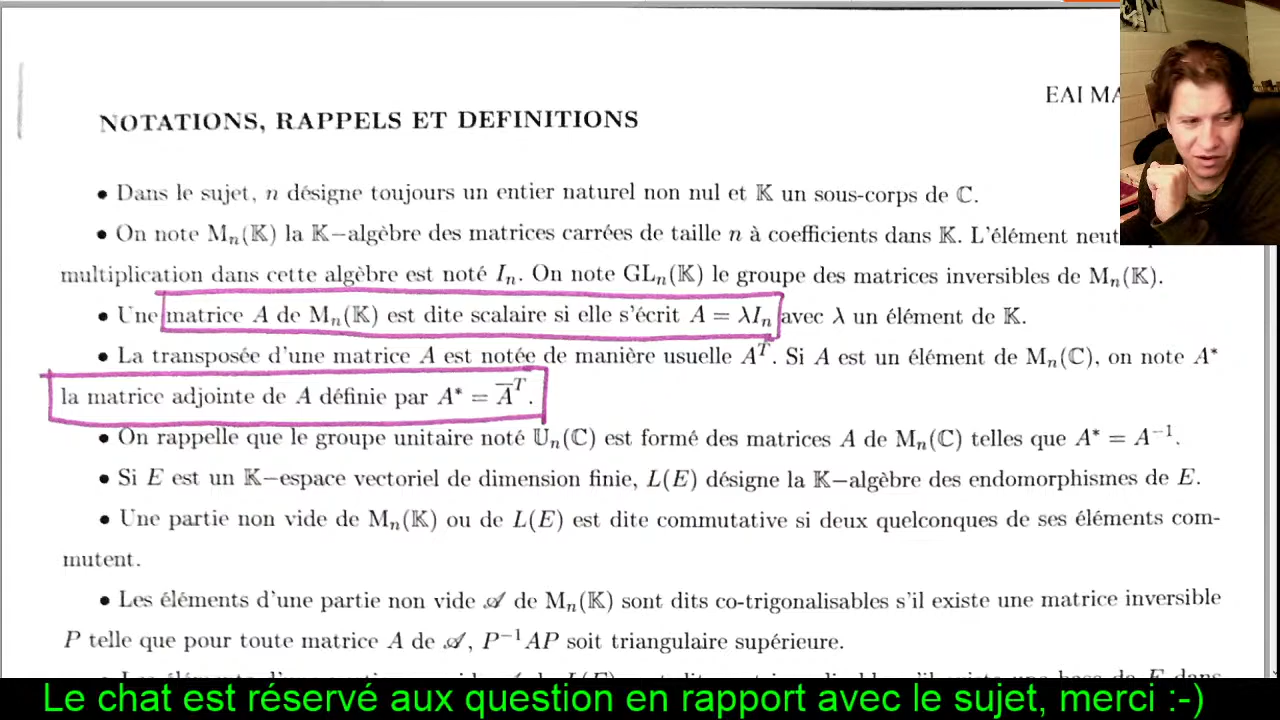 EAI MA
NOTATIONS, RAPPELS ET DEFINITIONS
• Dans le sujet, n désigne toujours un entier naturel non nul et 𝕂 un sous-corps de ℂ.
• On note Mₙ(𝕂) la 𝕂−algèbre des matrices carrées de taille n à coefficients dans 𝕂. L'élément
multiplication dans cette algèbre est noté Iₙ. On note GLₙ(𝕂) le groupe des matrices inversibles de Mₙ(𝕂).
• Une matrice A de Mₙ(𝕂) est dite scalaire si elle s'écrit A = λIₙ avec λ un élément de 𝕂.
• La transposée d'une matrice A est notée de manière usuelle Aᵀ. Si A est un élément de Mₙ(ℂ), on note A*
la matrice adjointe de A définie par A* = A̅ᵀ.
• On rappelle que le groupe unitaire noté 𝕌ₙ(ℂ) est formé des matrices A de Mₙ(ℂ) telles que A* = A⁻¹.
• Si E est un 𝕂−espace vectoriel de dimension finie, L(E) désigne la 𝕂−algèbre des endomorphismes de E.
• Une partie non vide de Mₙ(𝕂) ou de L(E) est dite commutative si deux quelconques de ses éléments com-
mutent.
• Les éléments d'une partie non vide 𝒜 de Mₙ(𝕂) sont dits co-trigonalisables s'il existe une matrice inversible
P telle que pour toute matrice A de 𝒜, P⁻¹AP soit triangulaire supérieure.
Le chat est réservé aux question en rapport avec le sujet, merci :-)